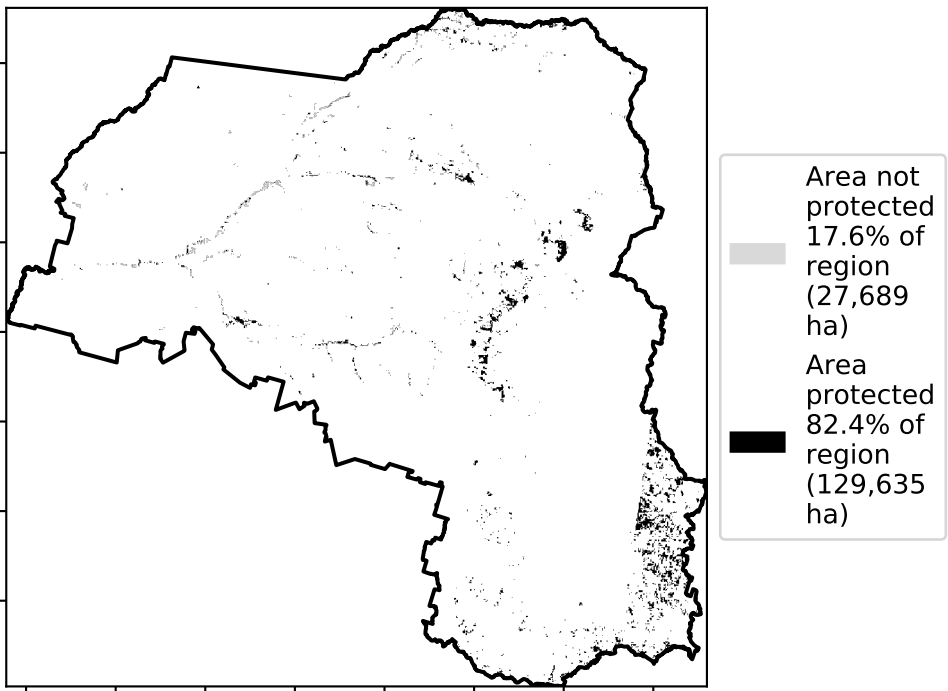 Area not
protected
17.6% of
region
(27,689
ha)
Area
protected
82.4% of
region
(129,635
ha)